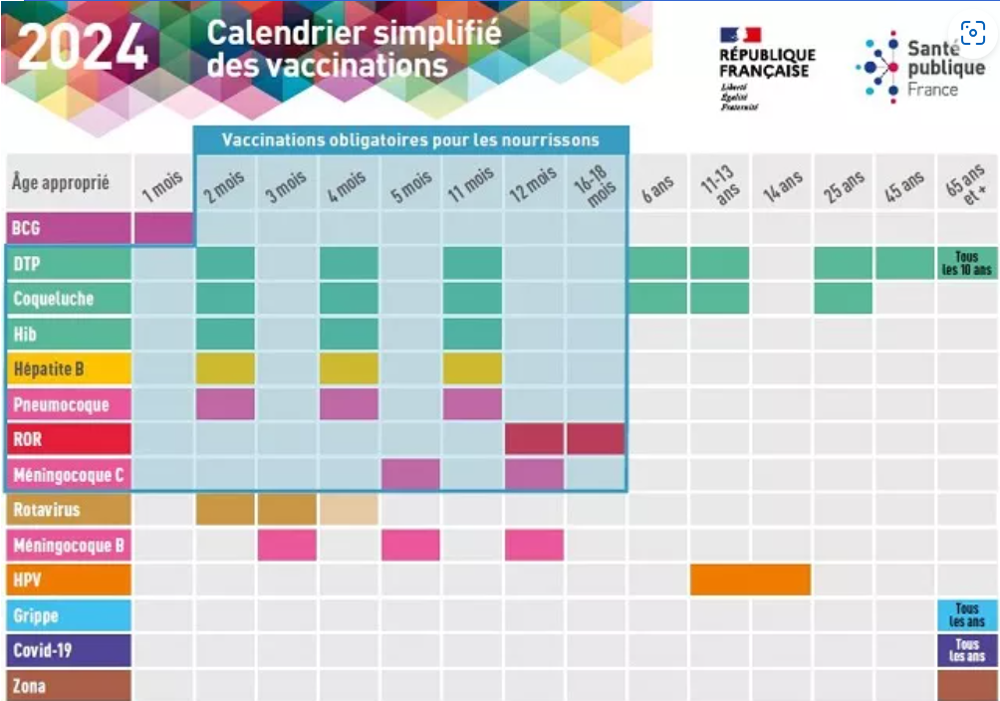 2024
Calendrier simplifié
des vaccinations
RÉPUBLIQUE
FRANÇAISE
Liberté
Égalité
Fraternité
Santé
publique
France
Vaccinations obligatoires pour les nourrissons
Âge approprié
1 mois
2 mois
3 mois
4 mois
5 mois
11 mois
12 mois
16-18
mois
6 ans
11-13
ans
14 ans
25 ans
45 ans
65 ans
et +
BCG
DTP
Tous
les 10 ans
Coqueluche
Hib
Hépatite B
Pneumocoque
ROR
Méningocoque C
Rotavirus
Méningocoque B
HPV
Grippe
Tous
les ans
Covid-19
Tous
les ans
Zona